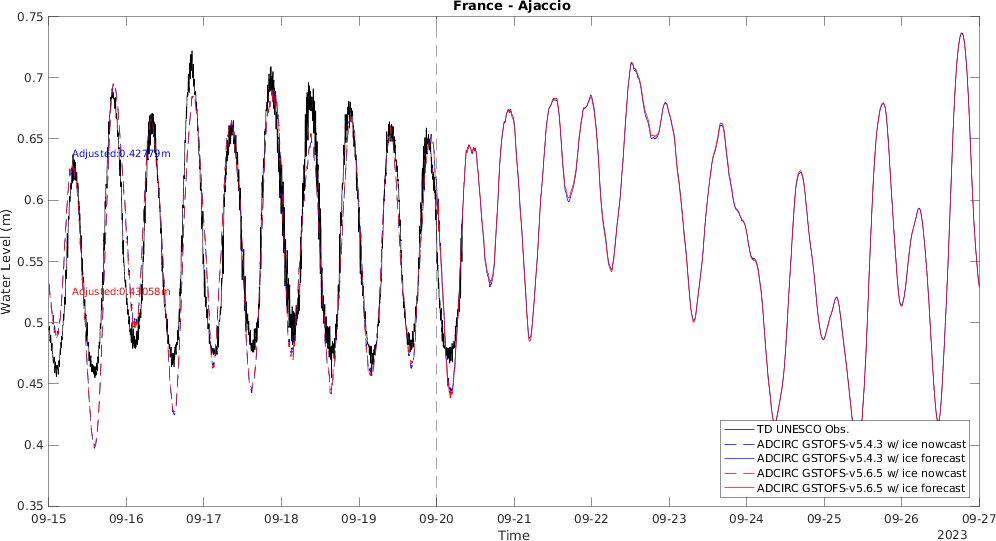 France - Ajaccio
0.75
0.7
0.65
0.6
0.55
0.5
0.45
0.4
0.35
Water Level (m)
Adjusted:0.42779m
Adjusted:0.43058m
TD UNESCO Obs.
ADCIRC GSTOFS-v5.4.3 w/ ice nowcast
ADCIRC GSTOFS-v5.4.3 w/ ice forecast
ADCIRC GSTOFS-v5.6.5 w/ ice nowcast
ADCIRC GSTOFS-v5.6.5 w/ ice forecast
09-15 09-16 09-17 09-18 09-19 09-20 09-21 09-22 09-23 09-24 09-25 09-26 09-27
Time
2023